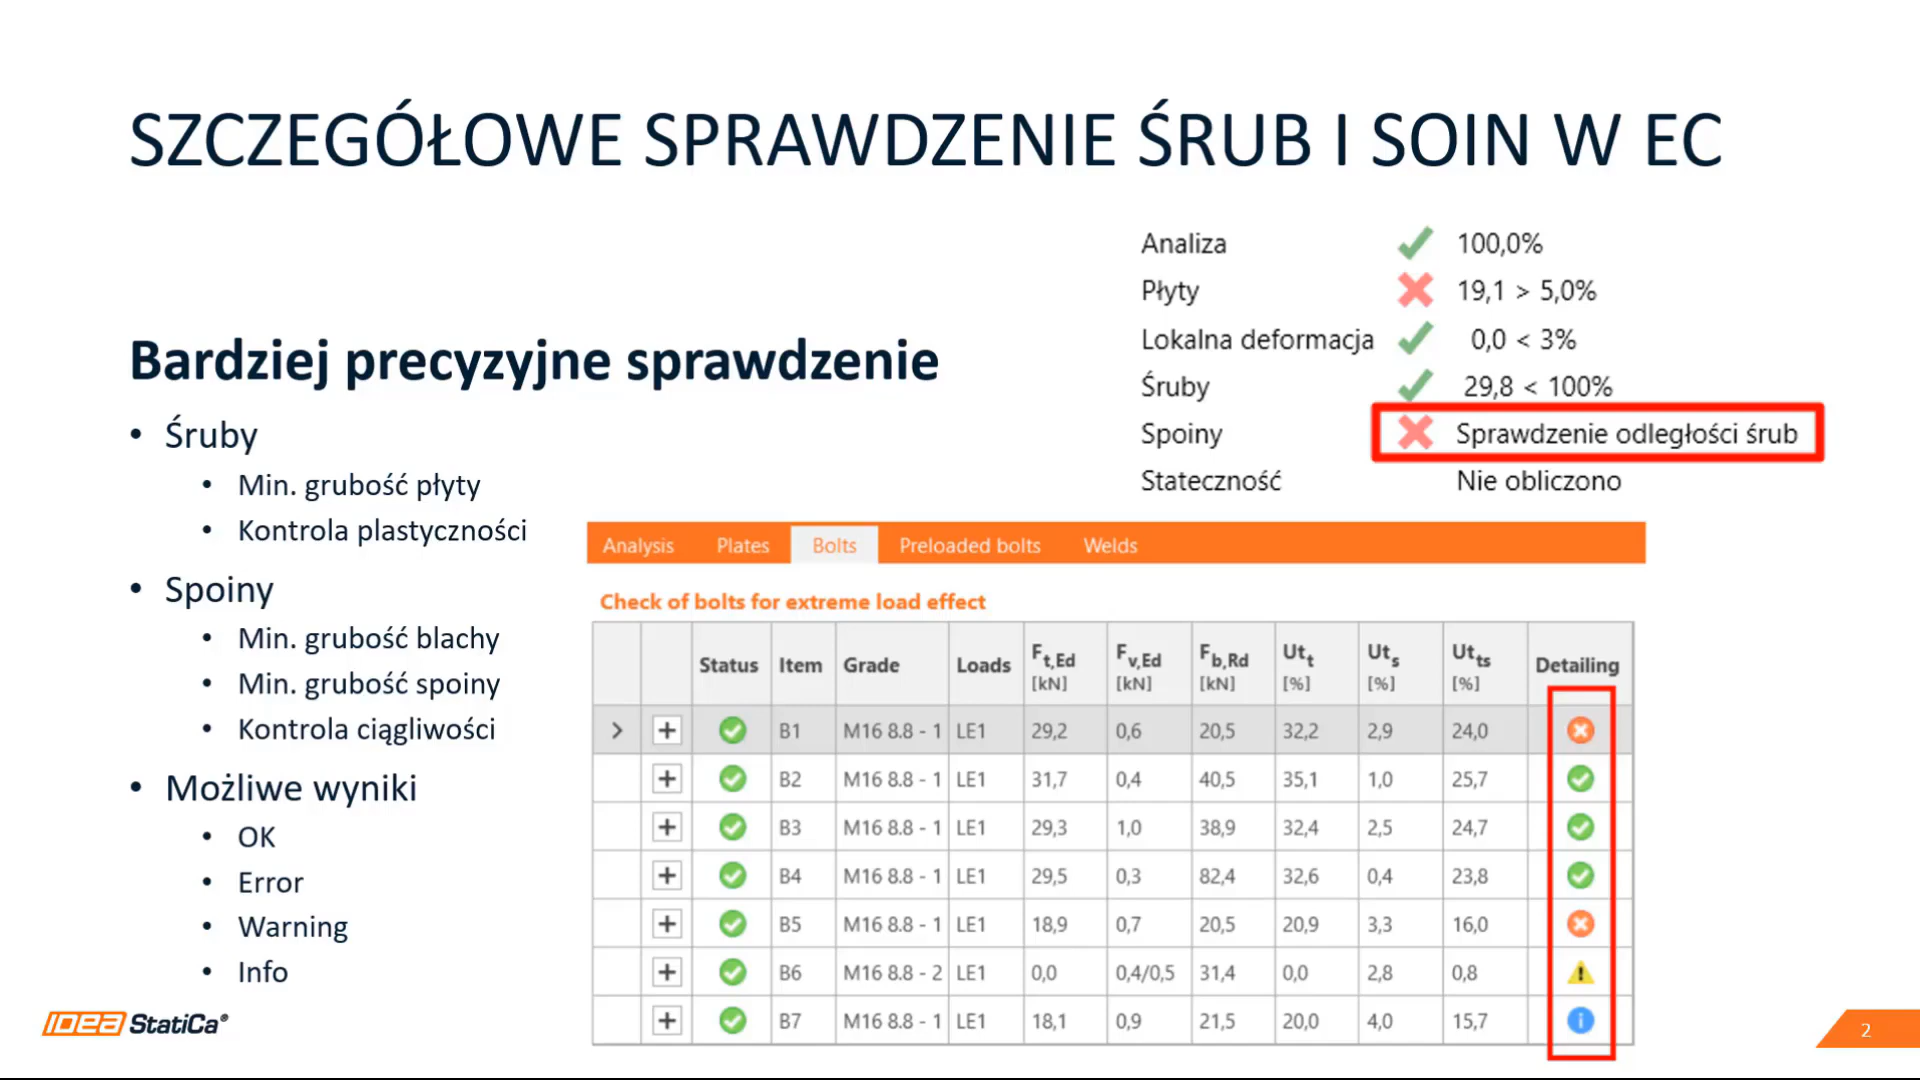 SZCZEGÓŁOWE SPRAWDZENIE ŚRUB I SOIN W EC
Analiza 100,0%
Płyty 19,1 > 5,0%
Lokalna deformacja 0,0 < 3%
Śruby 29,8 < 100%
Spoiny Sprawdzenie odległości śrub
Stateczność Nie obliczono
Bardziej precyzyjne sprawdzenie
• Śruby
• Min. grubość płyty
• Kontrola plastyczności
• Spoiny
• Min. grubość blachy
• Min. grubość spoiny
• Kontrola ciągliwości
• Możliwe wyniki
• OK
• Error
• Warning
• Info
Analysis Plates Bolts Preloaded bolts Welds
Check of bolts for extreme load effect
Status Item Grade Loads Ft,Ed [kN] Fv,Ed [kN] Fb,Rd [kN] Utt [%] Uts [%] Utts [%] Detailing
B1 M16 8.8 - 1 LE1 29,2 0,6 20,5 32,2 2,9 24,0
B2 M16 8.8 - 1 LE1 31,7 0,4 40,5 35,1 1,0 25,7
B3 M16 8.8 - 1 LE1 29,3 1,0 38,9 32,4 2,5 24,7
B4 M16 8.8 - 1 LE1 29,5 0,3 82,4 32,6 0,4 23,8
B5 M16 8.8 - 1 LE1 18,9 0,7 20,5 20,9 3,3 16,0
B6 M16 8.8 - 2 LE1 0,0 0,4/0,5 31,4 0,0 2,8 0,8
B7 M16 8.8 - 1 LE1 18,1 0,9 21,5 20,0 4,0 15,7
IDEA StatiCa®
2